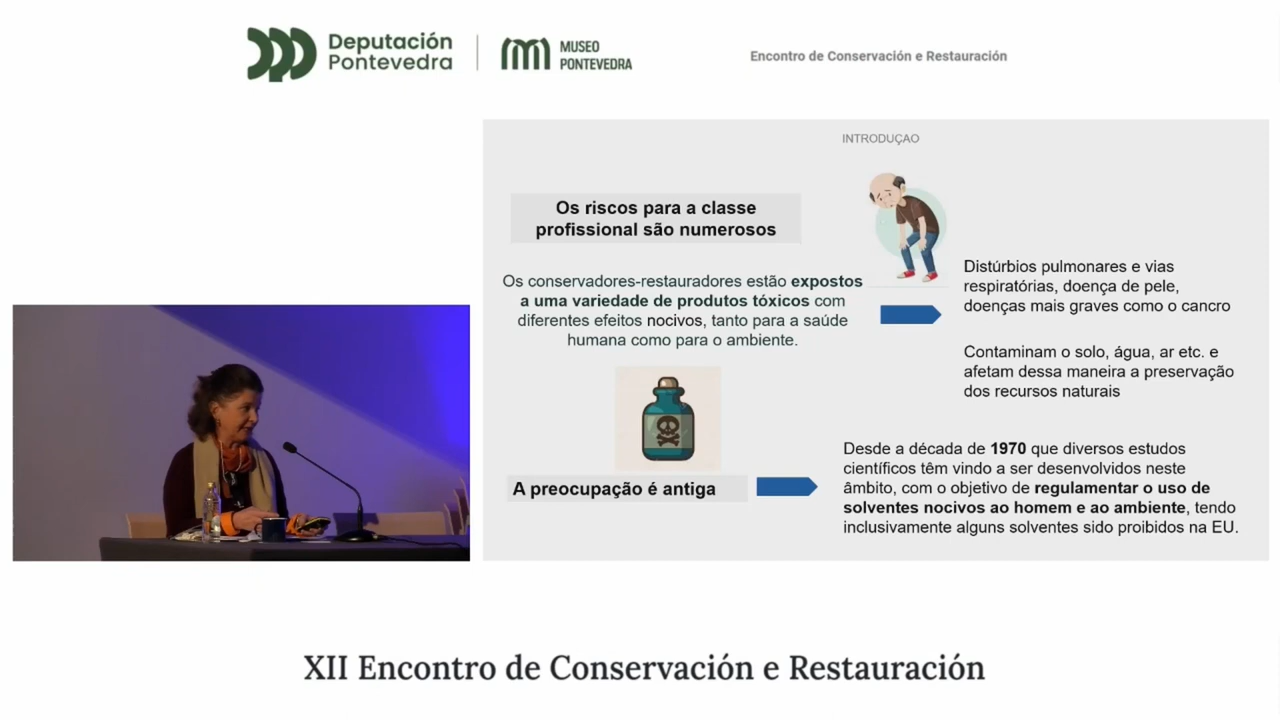 Deputación
Pontevedra
MUSEO
PONTEVEDRA
Encontro de Conservación e Restauración
INTRODUÇAO
Os riscos para a classe
profissional são numerosos
Os conservadores-restauradores estão expostos
a uma variedade de produtos tóxicos com
diferentes efeitos nocivos, tanto para a saúde
humana como para o ambiente.
Distúrbios pulmonares e vias
respiratórias, doença de pele,
doenças mais graves como o cancro
Contaminam o solo, água, ar etc. e
afetam dessa maneira a preservação
dos recursos naturais
A preocupação é antiga
Desde a década de 1970 que diversos estudos
científicos têm vindo a ser desenvolvidos neste
âmbito, com o objetivo de regulamentar o uso de
solventes nocivos ao homem e ao ambiente, tendo
inclusivamente alguns solventes sido proibidos na EU.
XII Encontro de Conservación e Restauración